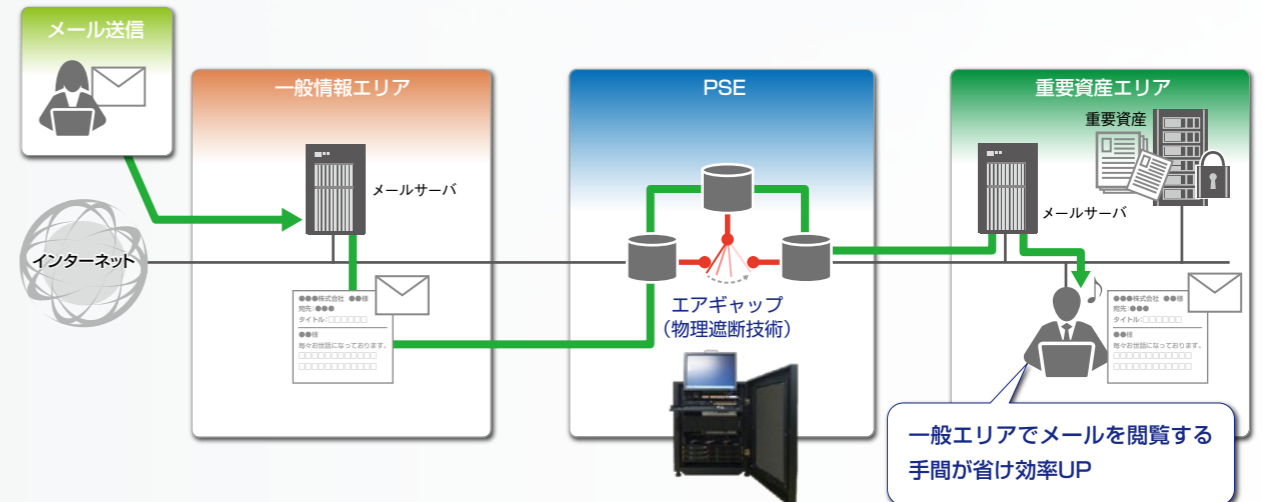 メール送信
一般情報エリア
PSE
重要資産エリア
重要資産
メールサーバ
メールサーバ
インターネット
エアギャップ
（物理遮断技術）
●●●株式会社 ●●様
宛先:●●●
タイトル:□□□□□□
●●様
毎々お世話になっております。
□□□□□□□□□□□□
□□□□□□□□□□□□
●●●株式会社 ●●様
宛先:●●●
タイトル:□□□□□□
●●様
毎々お世話になっております。
□□□□□□□□□□□□
□□□□□□□□□□□□
一般エリアでメールを閲覧する
手間が省け効率UP